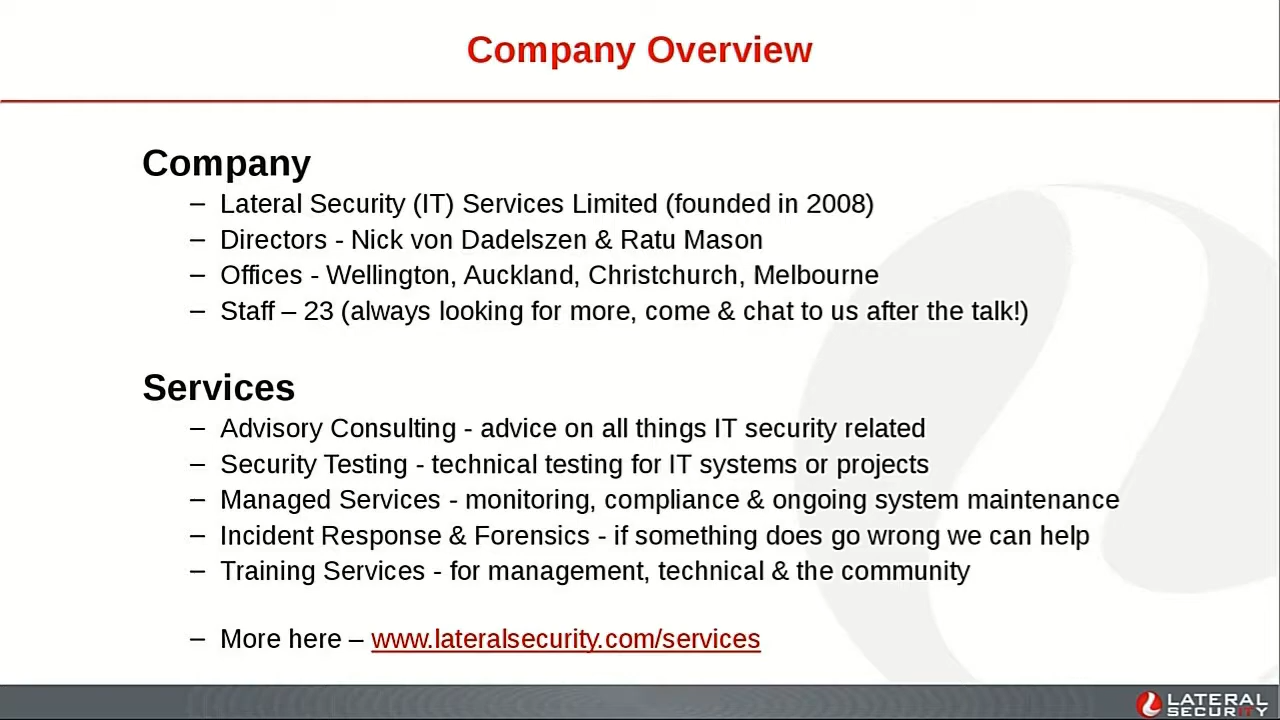 Company Overview
Company
– Lateral Security (IT) Services Limited (founded in 2008)
– Directors - Nick von Dadelszen & Ratu Mason
– Offices - Wellington, Auckland, Christchurch, Melbourne
– Staff – 23 (always looking for more, come & chat to us after the talk!)
Services
– Advisory Consulting - advice on all things IT security related
– Security Testing - technical testing for IT systems or projects
– Managed Services - monitoring, compliance & ongoing system maintenance
– Incident Response & Forensics - if something does go wrong we can help
– Training Services - for management, technical & the community
– More here – www.lateralsecurity.com/services
LATERAL
SECURITY